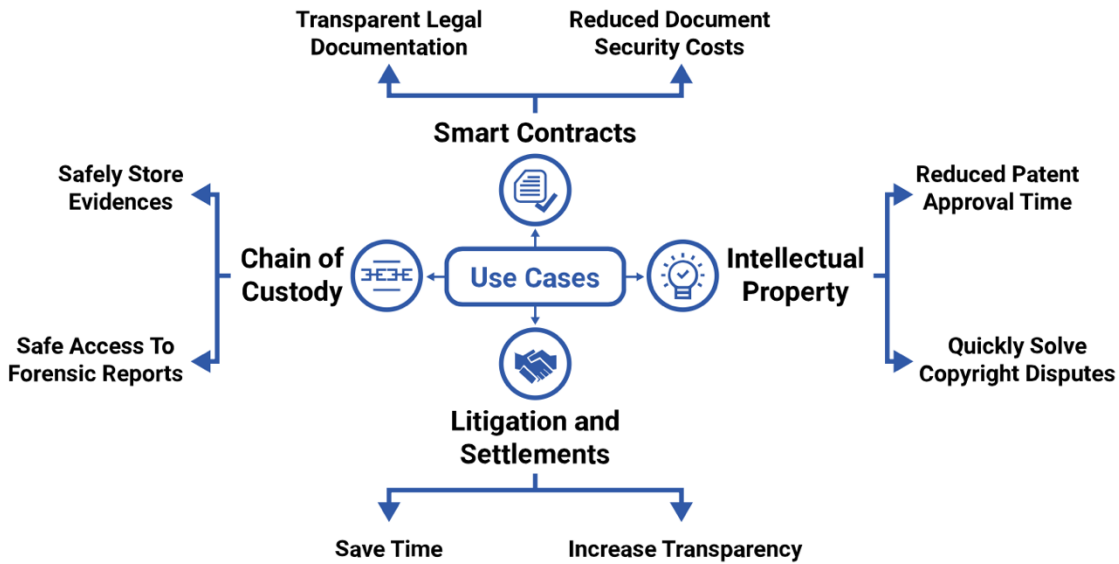 Transparent Legal
Documentation
Reduced Document
Security Costs
Smart Contracts
Safely Store
Evidences
Reduced Patent
Approval Time
Chain of
Custody
Use Cases
Intellectual
Property
Safe Access To
Forensic Reports
Quickly Solve
Copyright Disputes
Litigation and
Settlements
Save Time
Increase Transparency